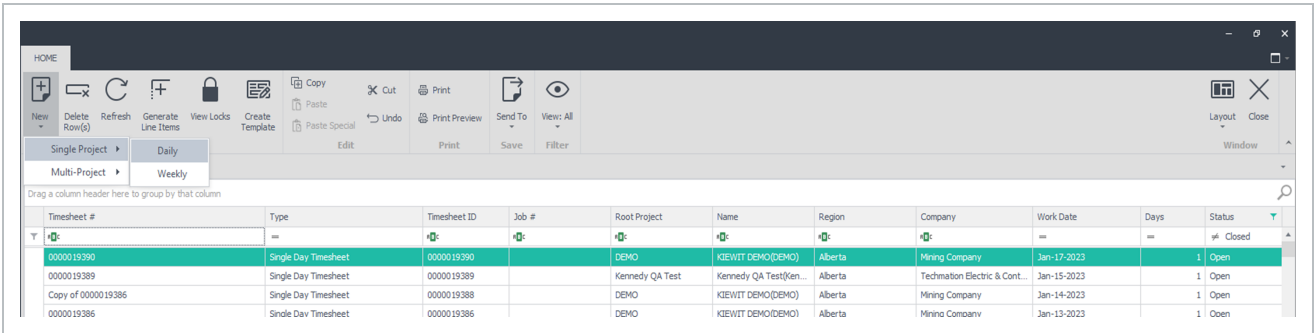 HOME
New
Delete Row(s)
Refresh
Generate Line Items
View Locks
Create Template
Copy
Paste
Paste Special
Cut
Undo
Edit
Print
Print Preview
Print
Send To
Save
View: All
Filter
Layout
Close
Window
Single Project
Multi-Project
Daily
Weekly
Drag a column header here to group by that column
Timesheet # Type Timesheet ID Job # Root Project Name Region Company Work Date Days Status
= = = ≠ Closed
0000019390 Single Day Timesheet 0000019390 DEMO KIEWIT DEMO(DEMO) Alberta Mining Company Jan-17-2023 1 Open
0000019389 Single Day Timesheet 0000019389 Kennedy QA Test Kennedy QA Test(Ken... Alberta Techmation Electric & Cont... Jan-15-2023 1 Open
Copy of 0000019386 Single Day Timesheet 0000019388 DEMO KIEWIT DEMO(DEMO) Alberta Mining Company Jan-14-2023 1 Open
0000019386 Single Day Timesheet 0000019386 DEMO KIEWIT DEMO(DEMO) Alberta Mining Company Jan-13-2023 1 Open